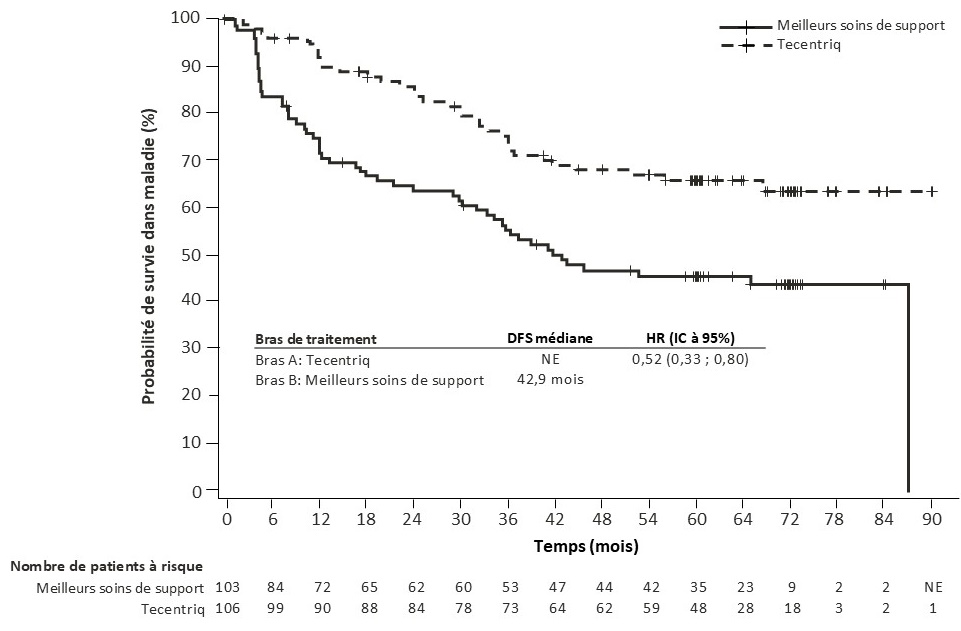 Meilleurs soins de support
Tecentriq
Probabilité de survie dans maladie (%)
100
90
80
70
60
50
40
30
20
10
0
Bras de traitement DFS médiane HR (IC à 95%)
Bras A: Tecentriq NE 0,52 (0,33 ; 0,80)
Bras B: Meilleurs soins de support 42,9 mois
0 6 12 18 24 30 36 42 48 54 60 64 72 78 84 90
Temps (mois)
Nombre de patients à risque
Meilleurs soins de support 103 84 72 65 62 60 53 47 44 42 35 23 9 2 2 NE
Tecentriq 106 99 90 88 84 78 73 64 62 59 48 28 18 3 2 1